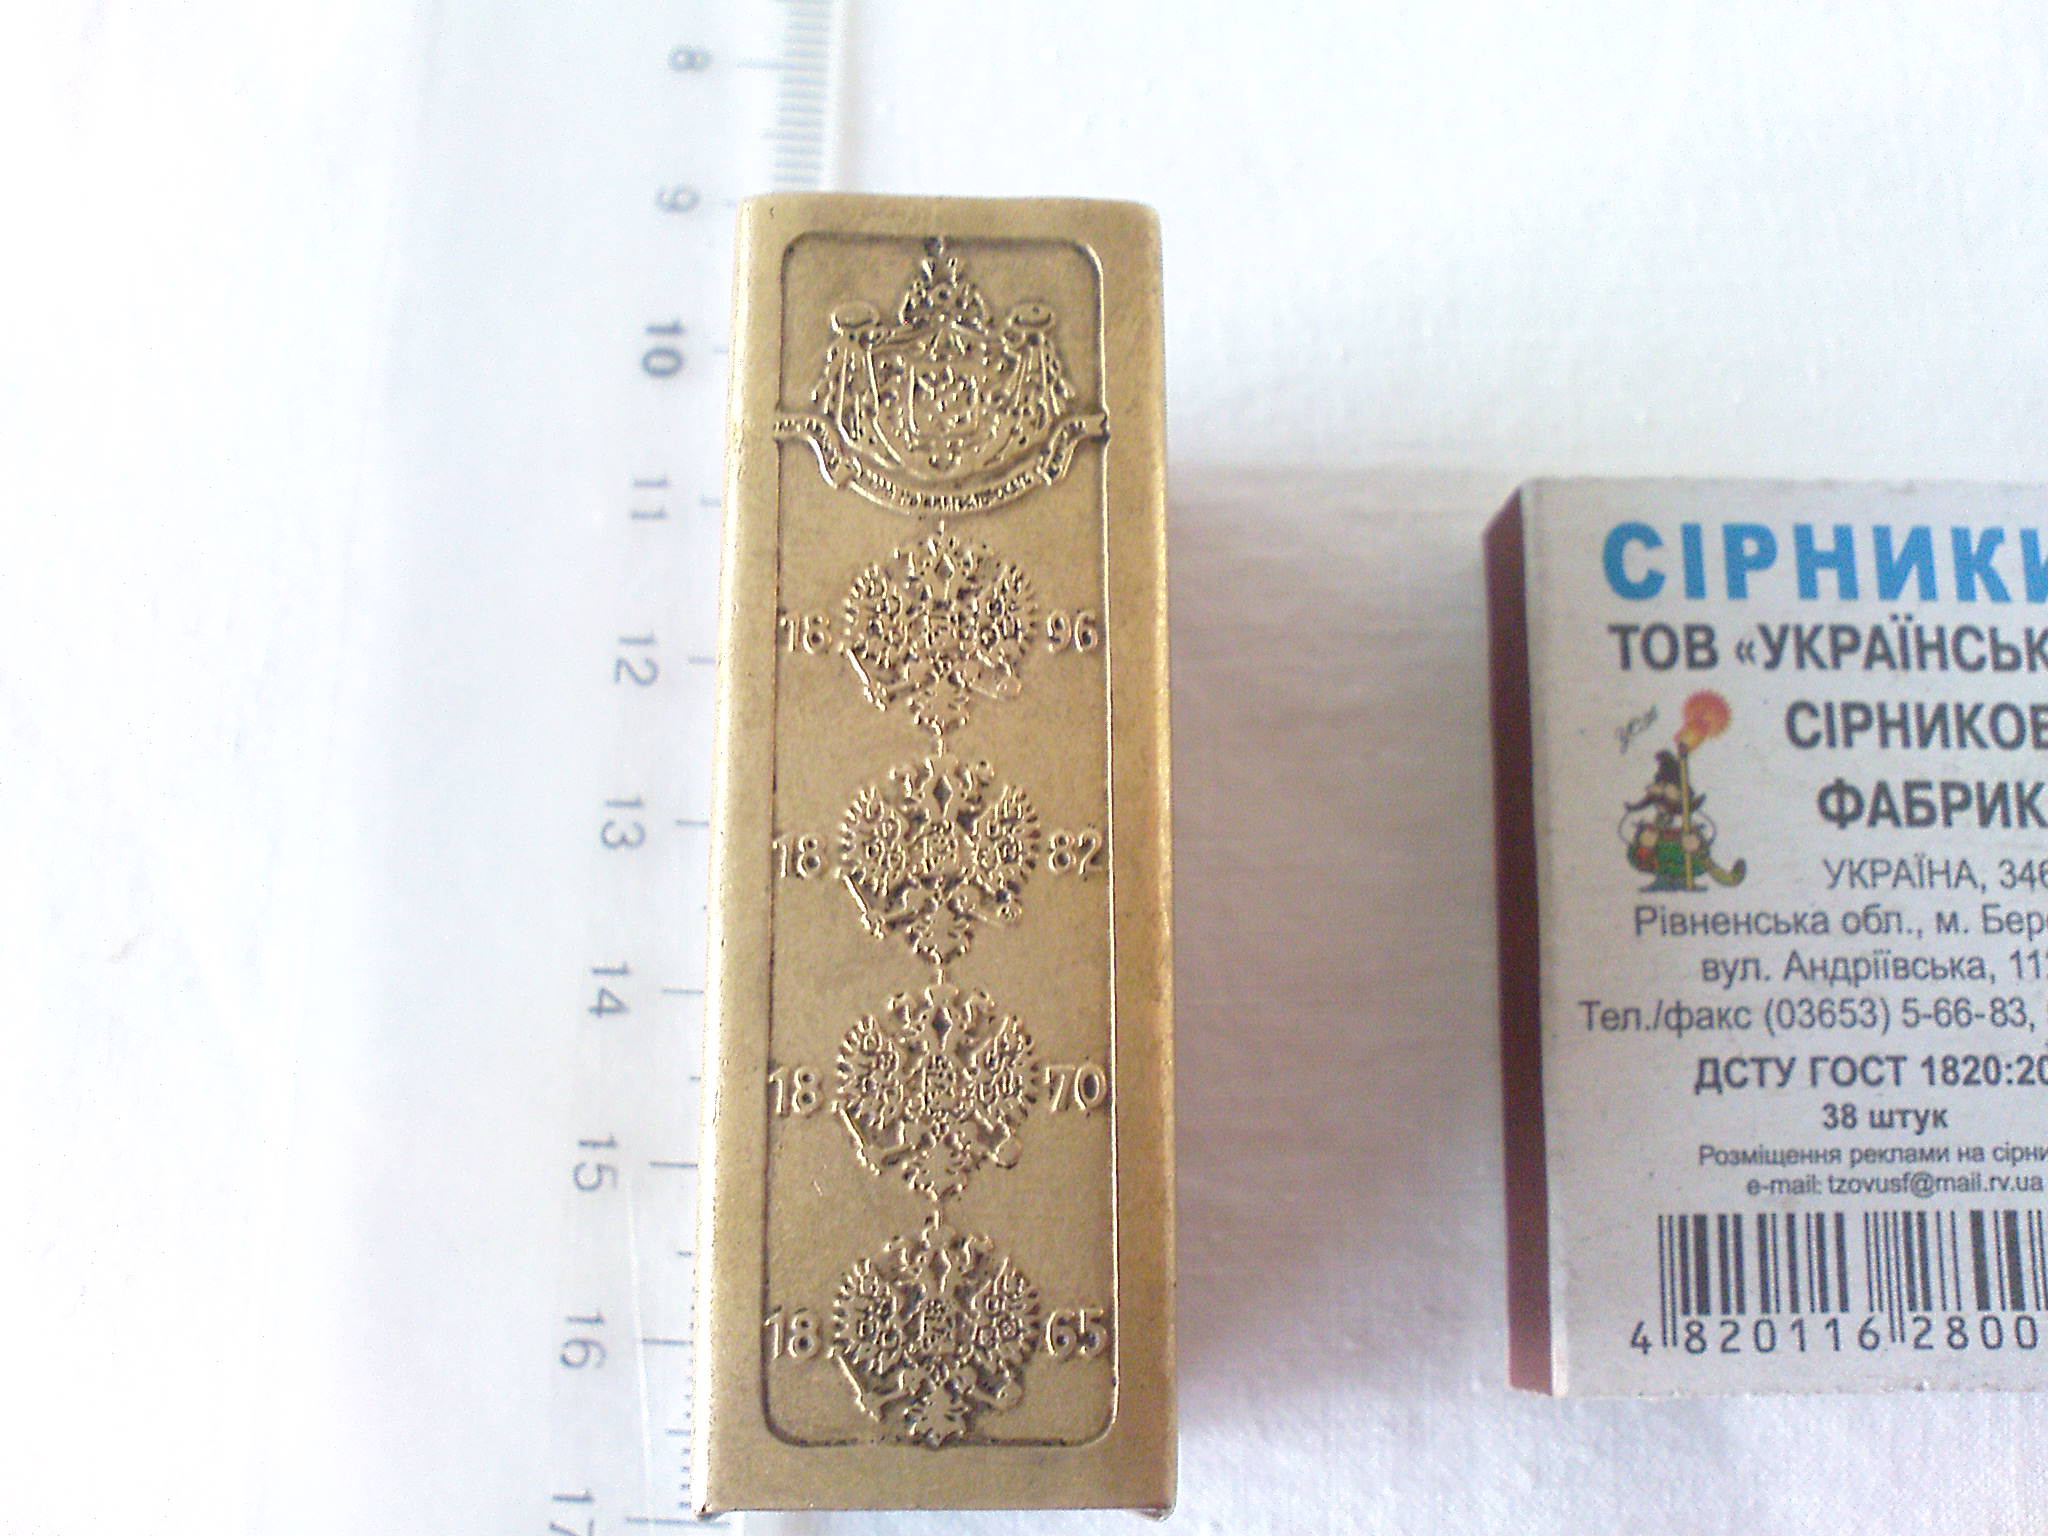 8
9
10
11
12
13
14
15
16
17
18 96
18 82
18 70
18 65
СІРНИКИ
ТОВ «УКРАЇНСЬК
СІРНИКОВ
ФАБРИК
УКРАЇНА, 346
Рівненська обл., м. Бер
вул. Андріївська, 11
Тел./факс (03653) 5-66-83,
ДСТУ ГОСТ 1820:20
38 штук
Розміщення реклами на сірни
e-mail: tzovusf@mail.rv.ua
4 820116 2800